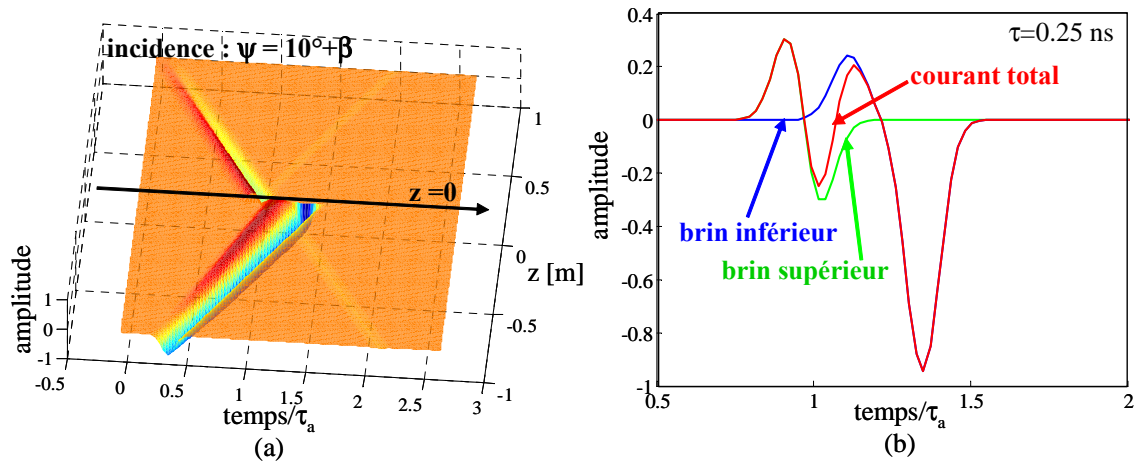 incidence : ψ = 10°+β
z =0
amplitude
1
0
-1
-0.5
0
0.5
1
1.5
2
2.5
3
temps/τa
1
0.5
0
-0.5
-1
z [m]
(a)
τ=0.25 ns
courant total
brin inférieur
brin supérieur
amplitude
0.4
0.2
0
-0.2
-0.4
-0.6
-0.8
-1
0.5
1
1.5
2
temps/τa
(b)